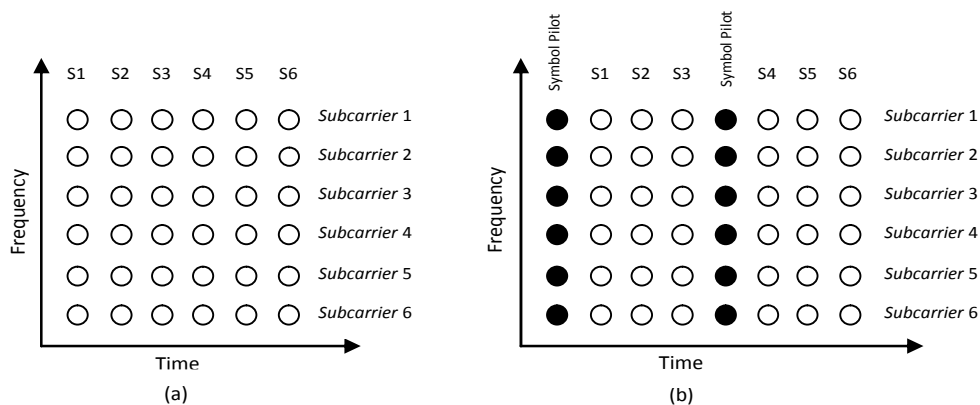 S1 S2 S3 S4 S5 S6
Subcarrier 1
Subcarrier 2
Subcarrier 3
Subcarrier 4
Subcarrier 5
Subcarrier 6
Frequency
Time
(a)
Symbol Pilot S1 S2 S3 Symbol Pilot S4 S5 S6
Subcarrier 1
Subcarrier 2
Subcarrier 3
Subcarrier 4
Subcarrier 5
Subcarrier 6
Frequency
Time
(b)